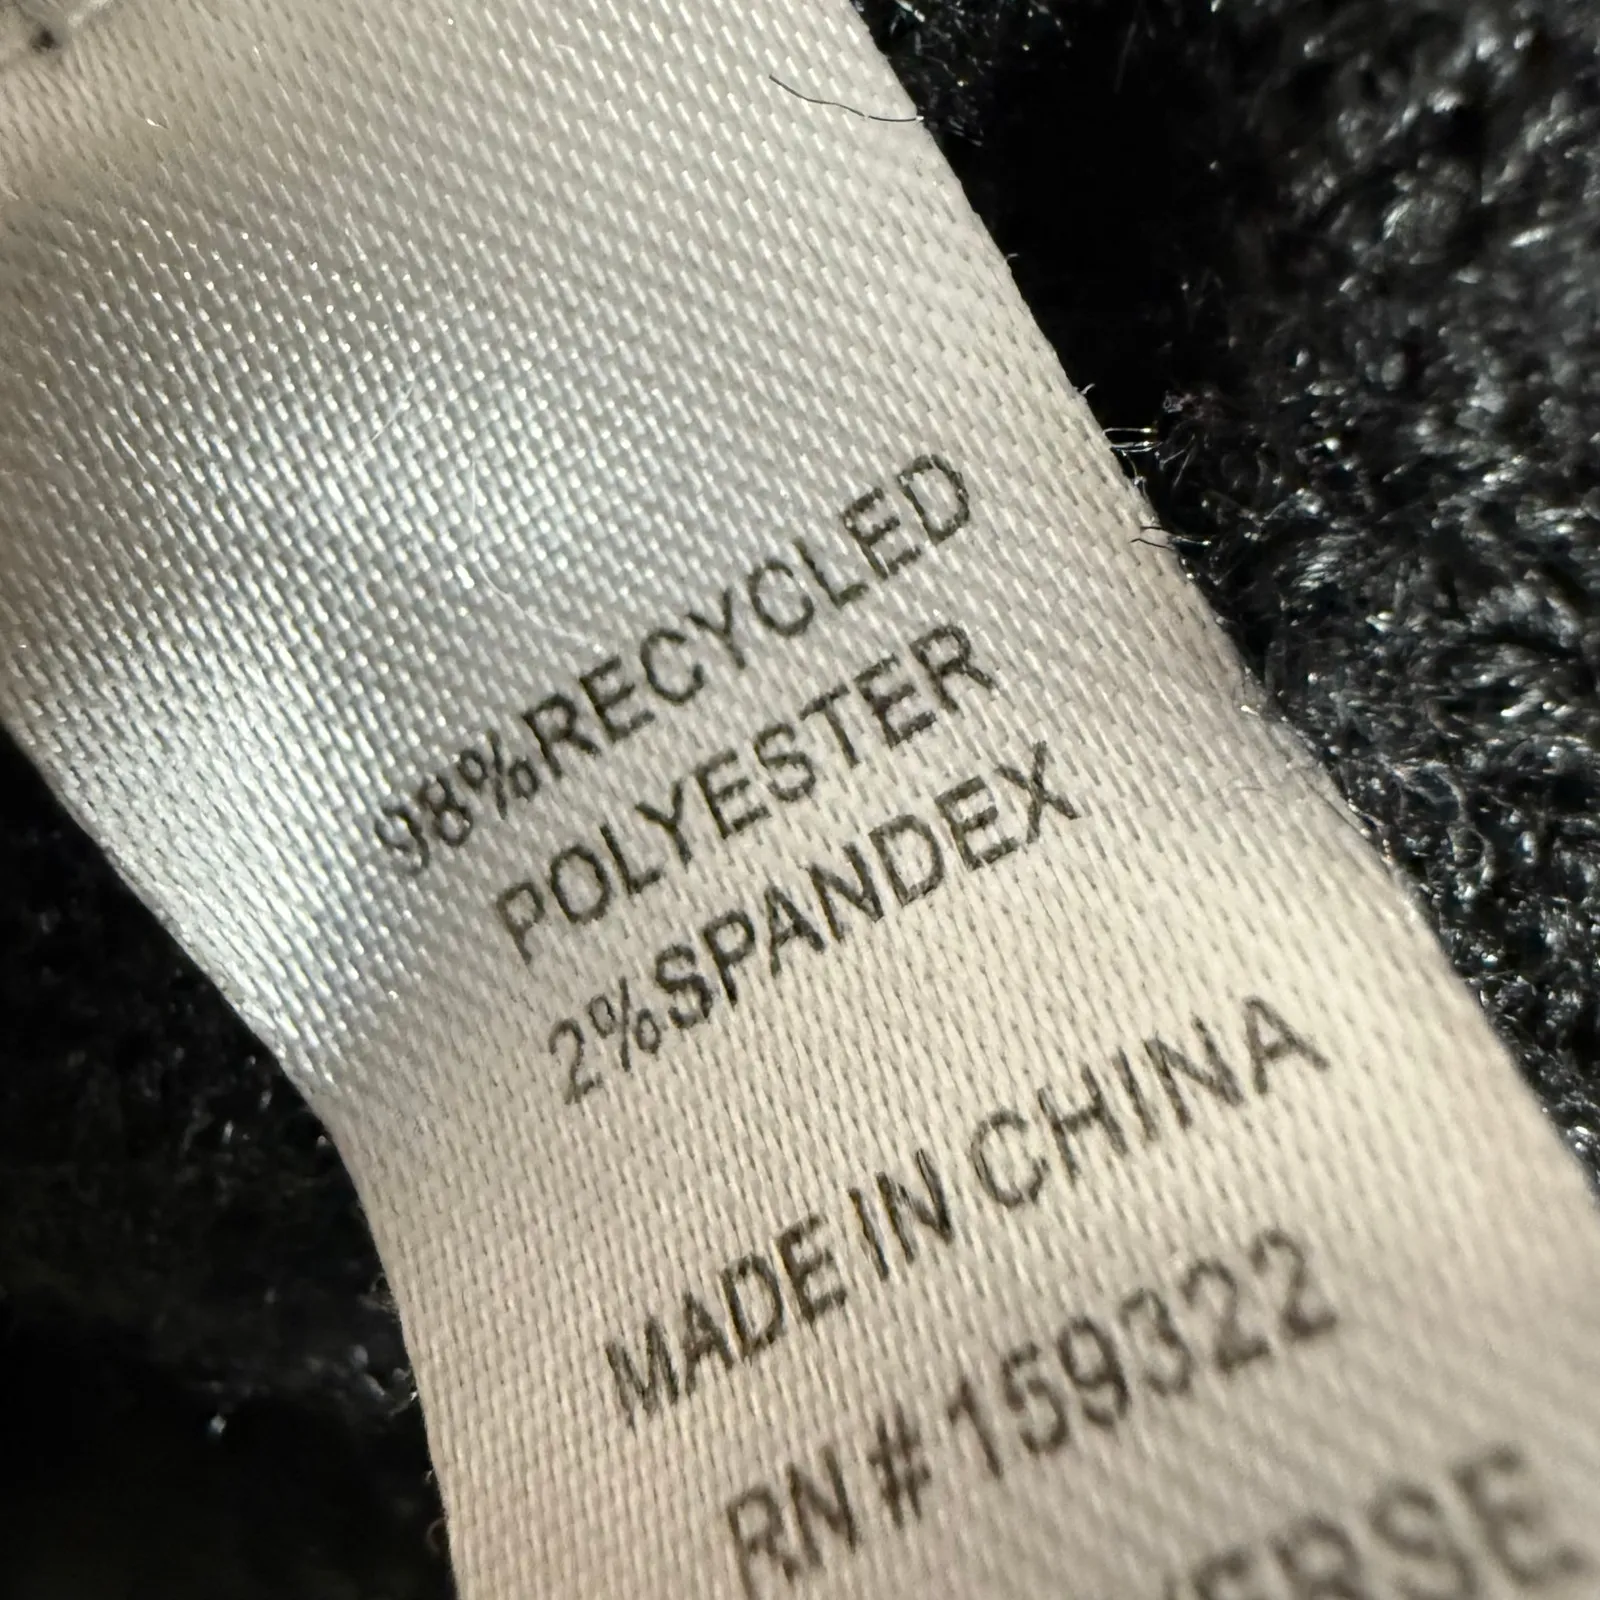 98%RECYCLED
POLYESTER
2%SPANDEX
MADE IN CHINA
RN # 159322